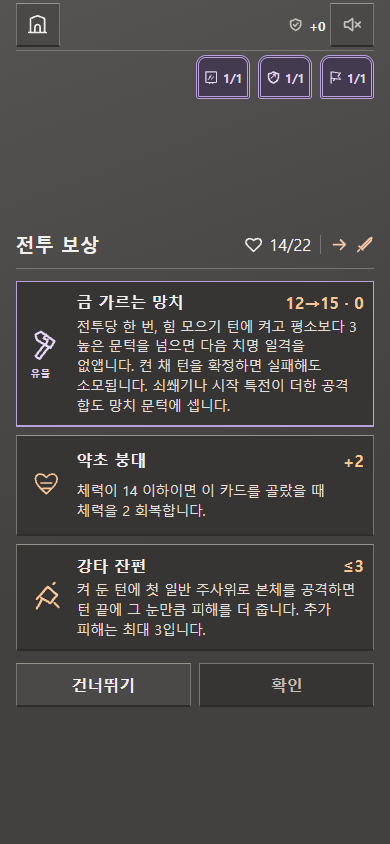 +0
1/1 1/1 1/1
전투 보상 14/22
금 가르는 망치 12→15 · 0
전투당 한 번, 힘 모으기 턴에 켜고 평소보다 3
높은 문턱을 넘으면 다음 치명 일격을
없앱니다. 켠 채 턴을 확정하면 실패해도
소모됩니다. 쇠쐐기나 시작 특전이 더한 공격
합도 망치 문턱에 셉니다.
유물
약초 붕대 +2
체력이 14 이하이면 이 카드를 골랐을 때
체력을 2 회복합니다.
강타 잔편 ≤3
켜 둔 턴에 첫 일반 주사위로 본체를 공격하면
턴 끝에 그 눈만큼 피해를 더 줍니다. 추가
피해는 최대 3입니다.
건너뛰기 확인